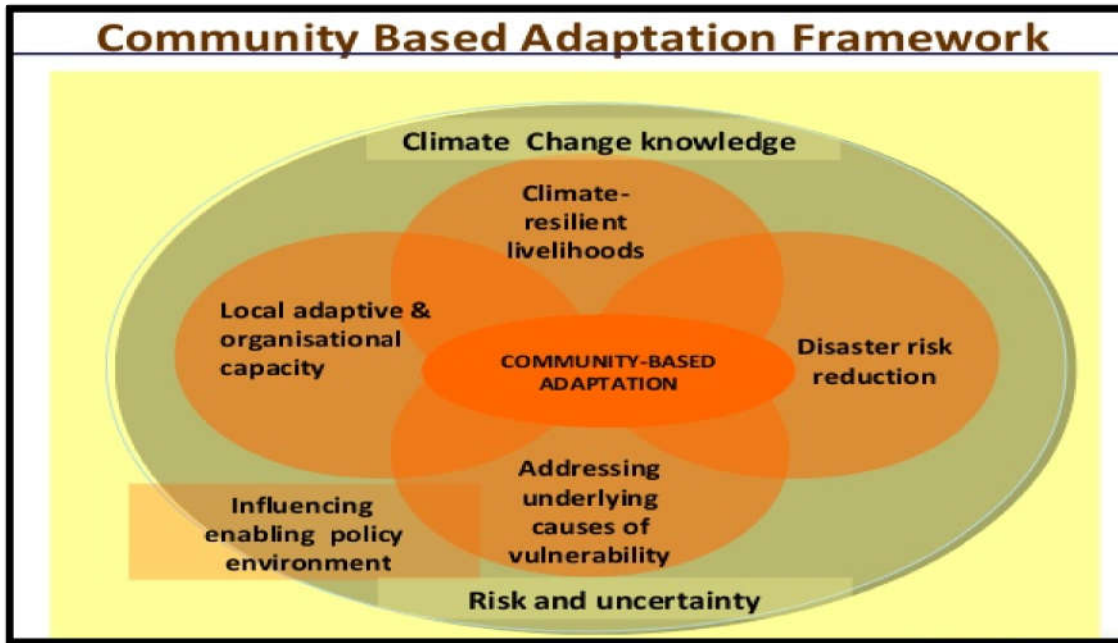 Community Based Adaptation Framework
Climate Change knowledge
Climate-
resilient
livelihoods
Local adaptive &
organisational
capacity
COMMUNITY-BASED
ADAPTATION
Disaster risk
reduction
Addressing
underlying
causes of
vulnerability
Influencing
enabling policy
environment
Risk and uncertainty